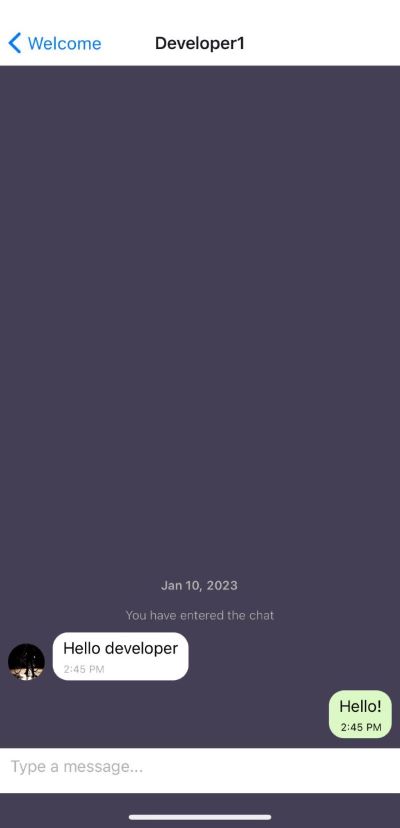 Welcome
Developer1
Jan 10, 2023
You have entered the chat
Hello developer
2:45 PM
Hello!
2:45 PM
Type a message...